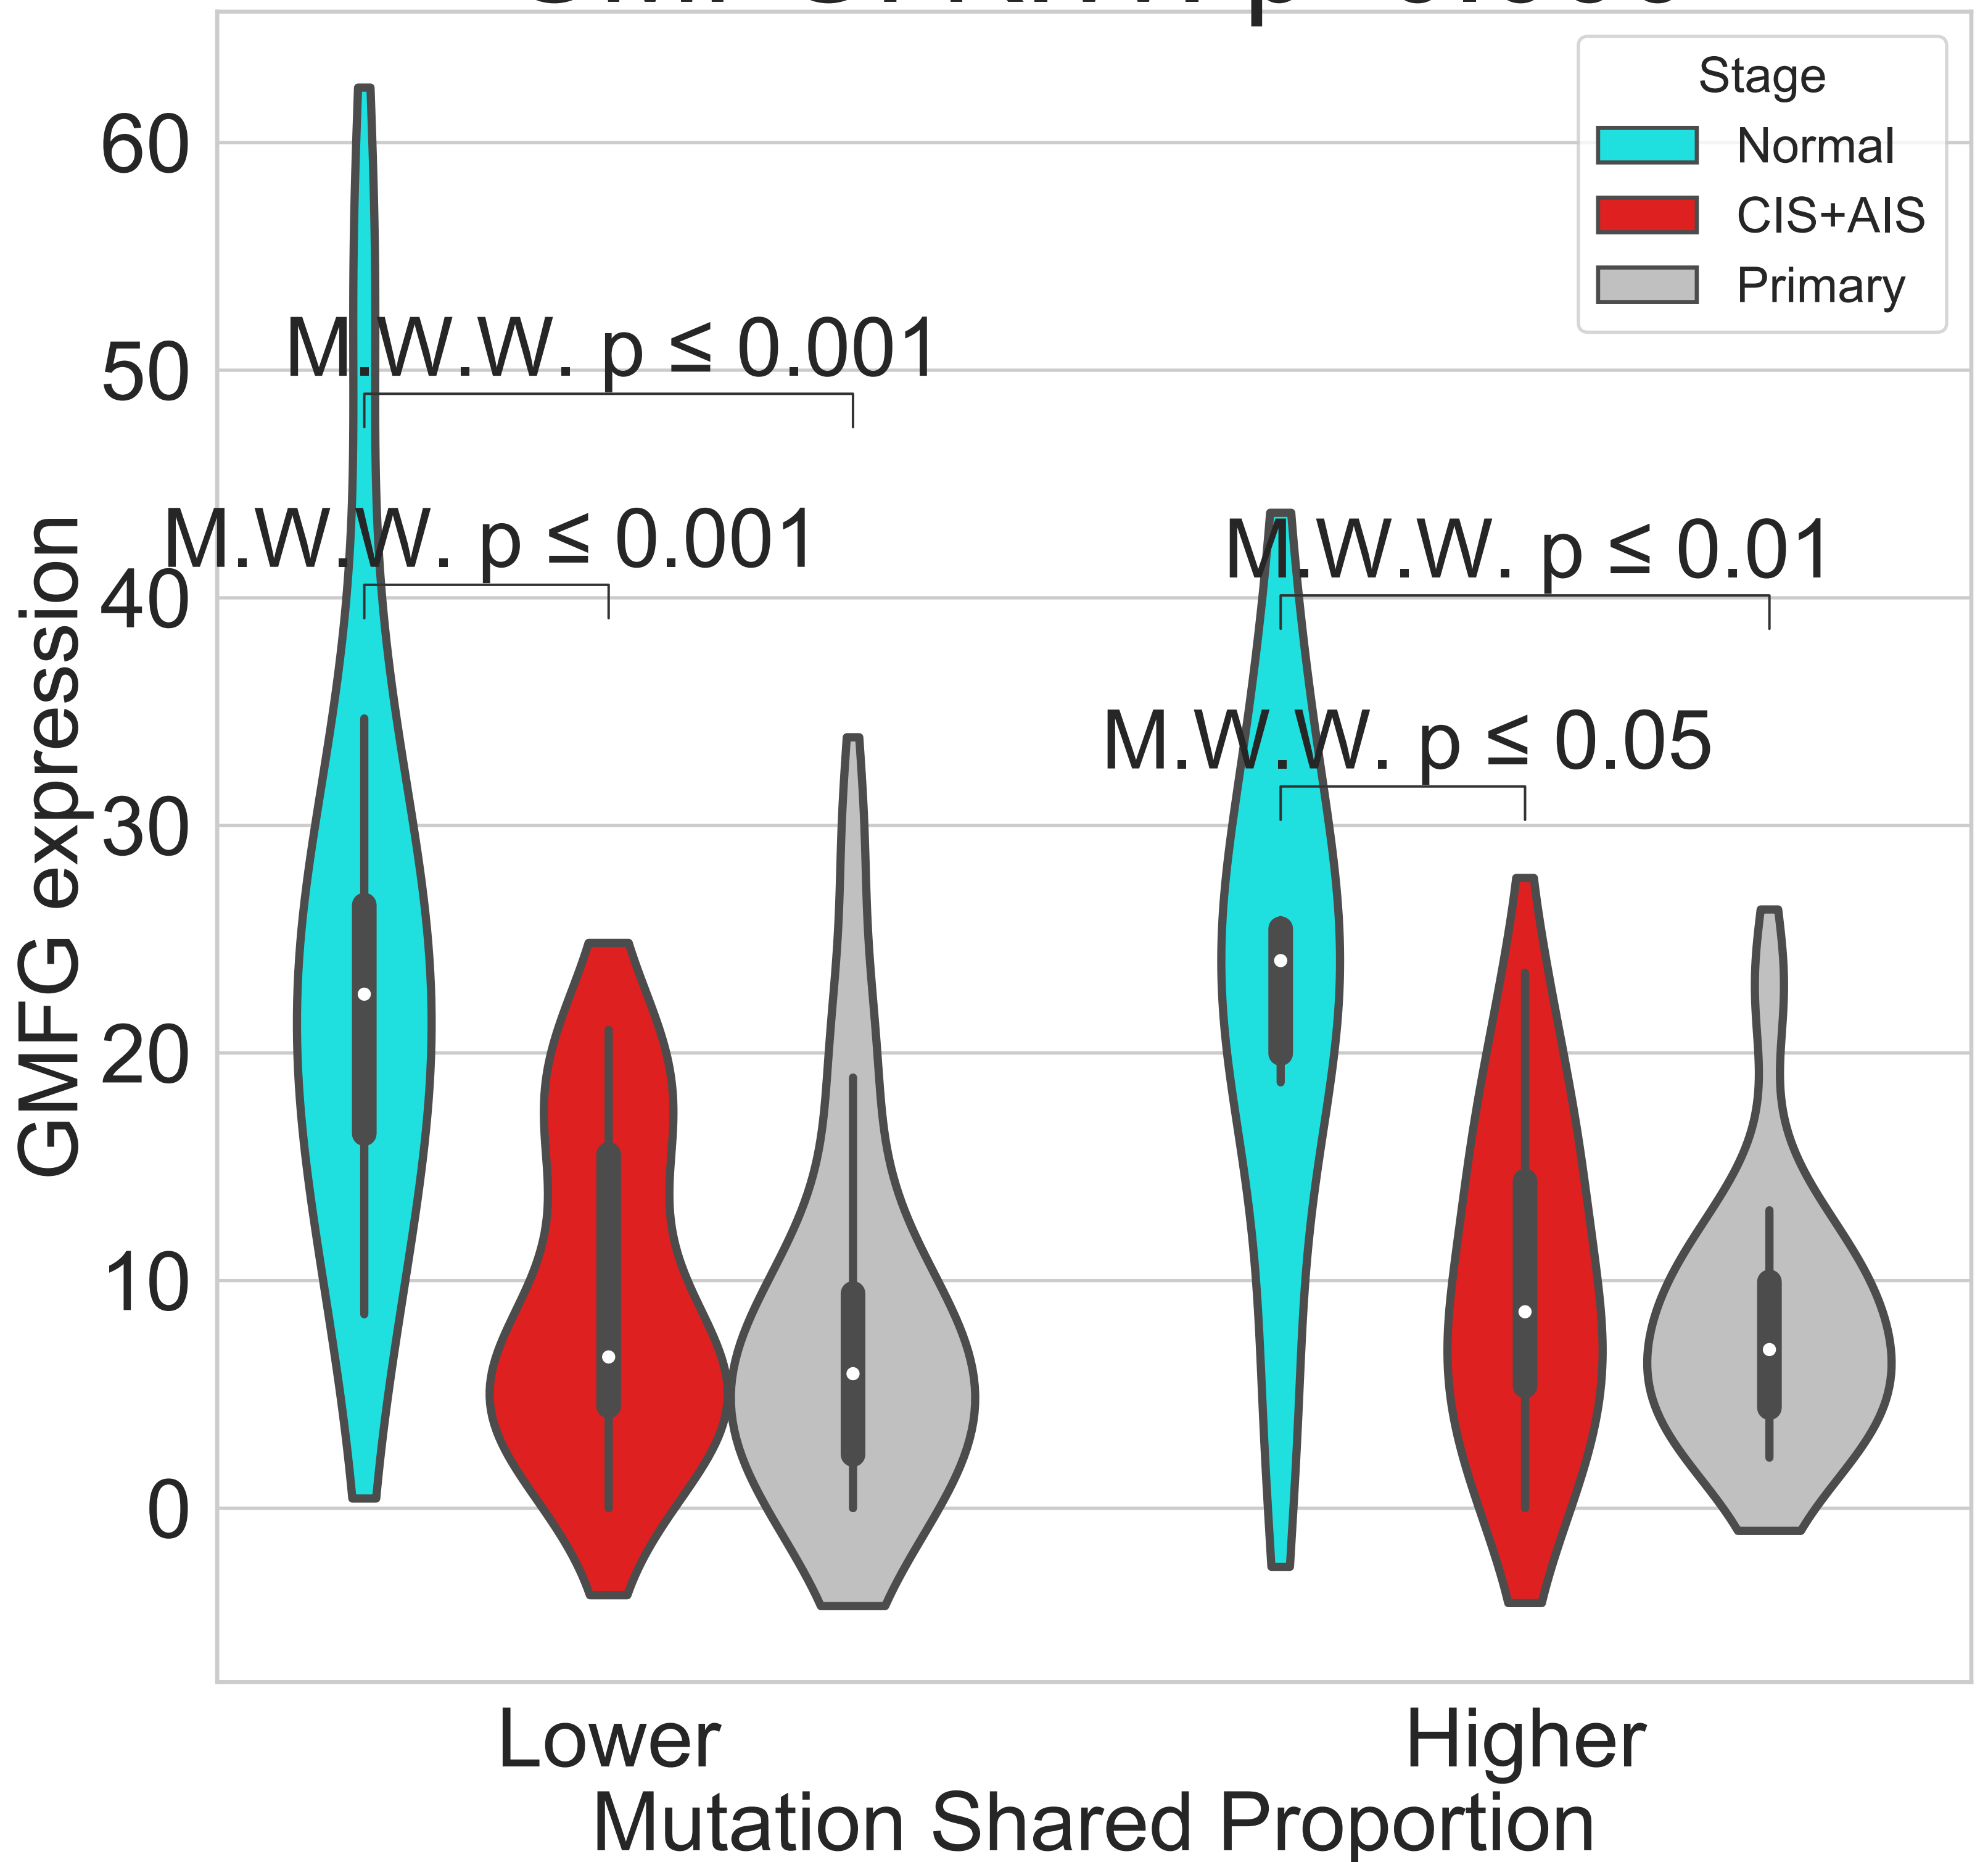 Stage
Normal
CIS+AIS
Primary
60
50
40
30
20
10
0
GMFG expression
M.W.W. p ≤ 0.001
M.W.W. p ≤ 0.001
M.W.W. p ≤ 0.01
M.W.W. p ≤ 0.05
Lower
Higher
Mutation Shared Proportion